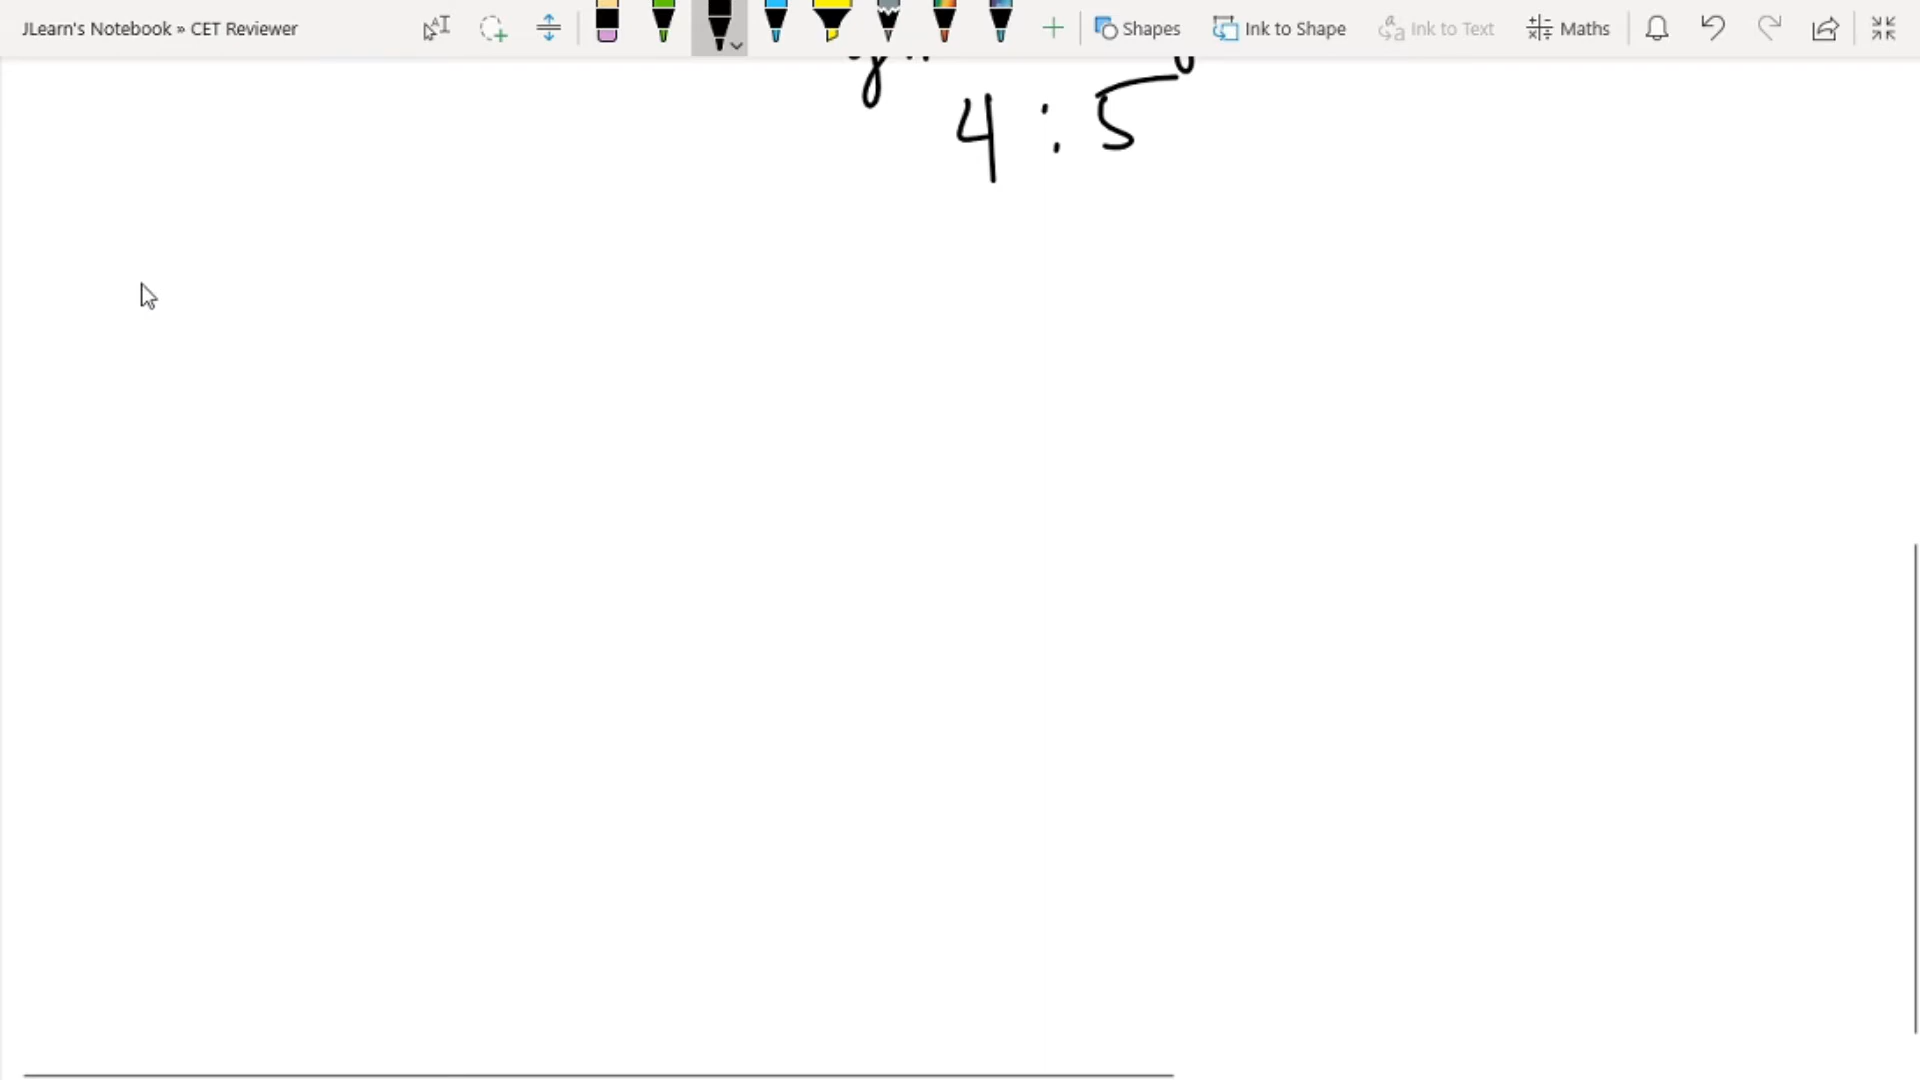 JLearn's Notebook » CET Reviewer
Shapes
Ink to Shape
Ink to Text
Maths
4 : 5